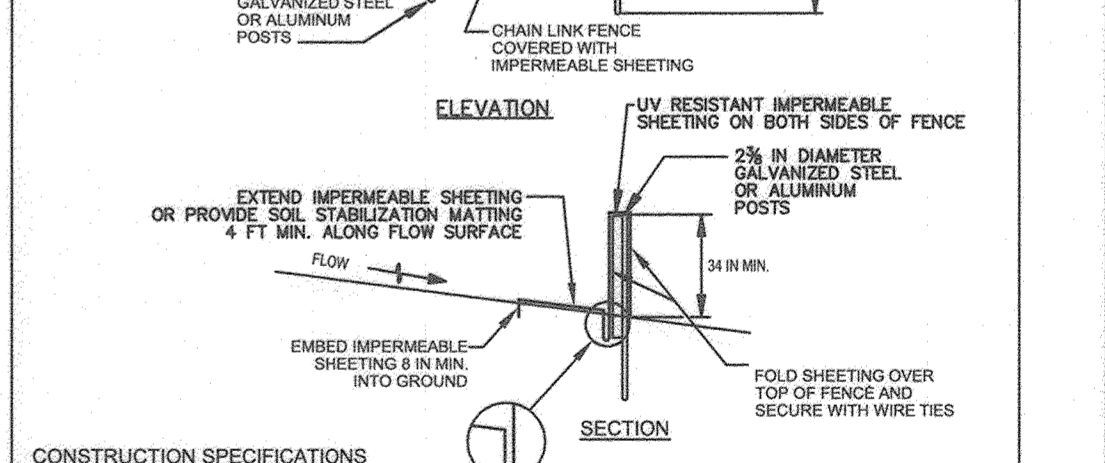 GALVANIZED STEEL
OR ALUMINUM
POSTS
CHAIN LINK FENCE
COVERED WITH
IMPERMEABLE SHEETING
ELEVATION
UV RESISTANT IMPERMEABLE
SHEETING ON BOTH SIDES OF FENCE
2⅜ IN DIAMETER
GALVANIZED STEEL
OR ALUMINUM
POSTS
EXTEND IMPERMEABLE SHEETING
OR PROVIDE SOIL STABILIZATION MATTING
4 FT MIN. ALONG FLOW SURFACE
FLOW
34 IN MIN.
EMBED IMPERMEABLE
SHEETING 8 IN MIN.
INTO GROUND
FOLD SHEETING OVER
TOP OF FENCE AND
SECURE WITH WIRE TIES
SECTION
CONSTRUCTION SPECIFICATIONS